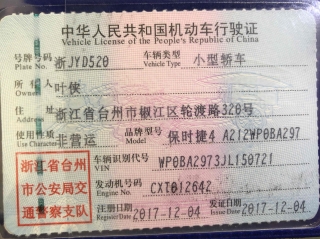 中华人民共和国机动车行驶证
Vehicle License of the People's Republic of China
号牌号码 浙JYD520 车辆类型 小型轿车
Plate No. Vehicle Type
所有人 叶侠
Owner
住址 浙江省台州市椒江区轮渡路320号
Address
使用性质 非营运 品牌型号 保时捷4 A2I2WP0BA297
Use Character Model
浙江省台州市公安局交通警察支队
车辆识别代号 WP0BA2973JL150721
VIN
发动机号码 CXT012642
Engine No.
注册日期 2017-12-04 发证日期 2017-12-04
Register Date Issue Date